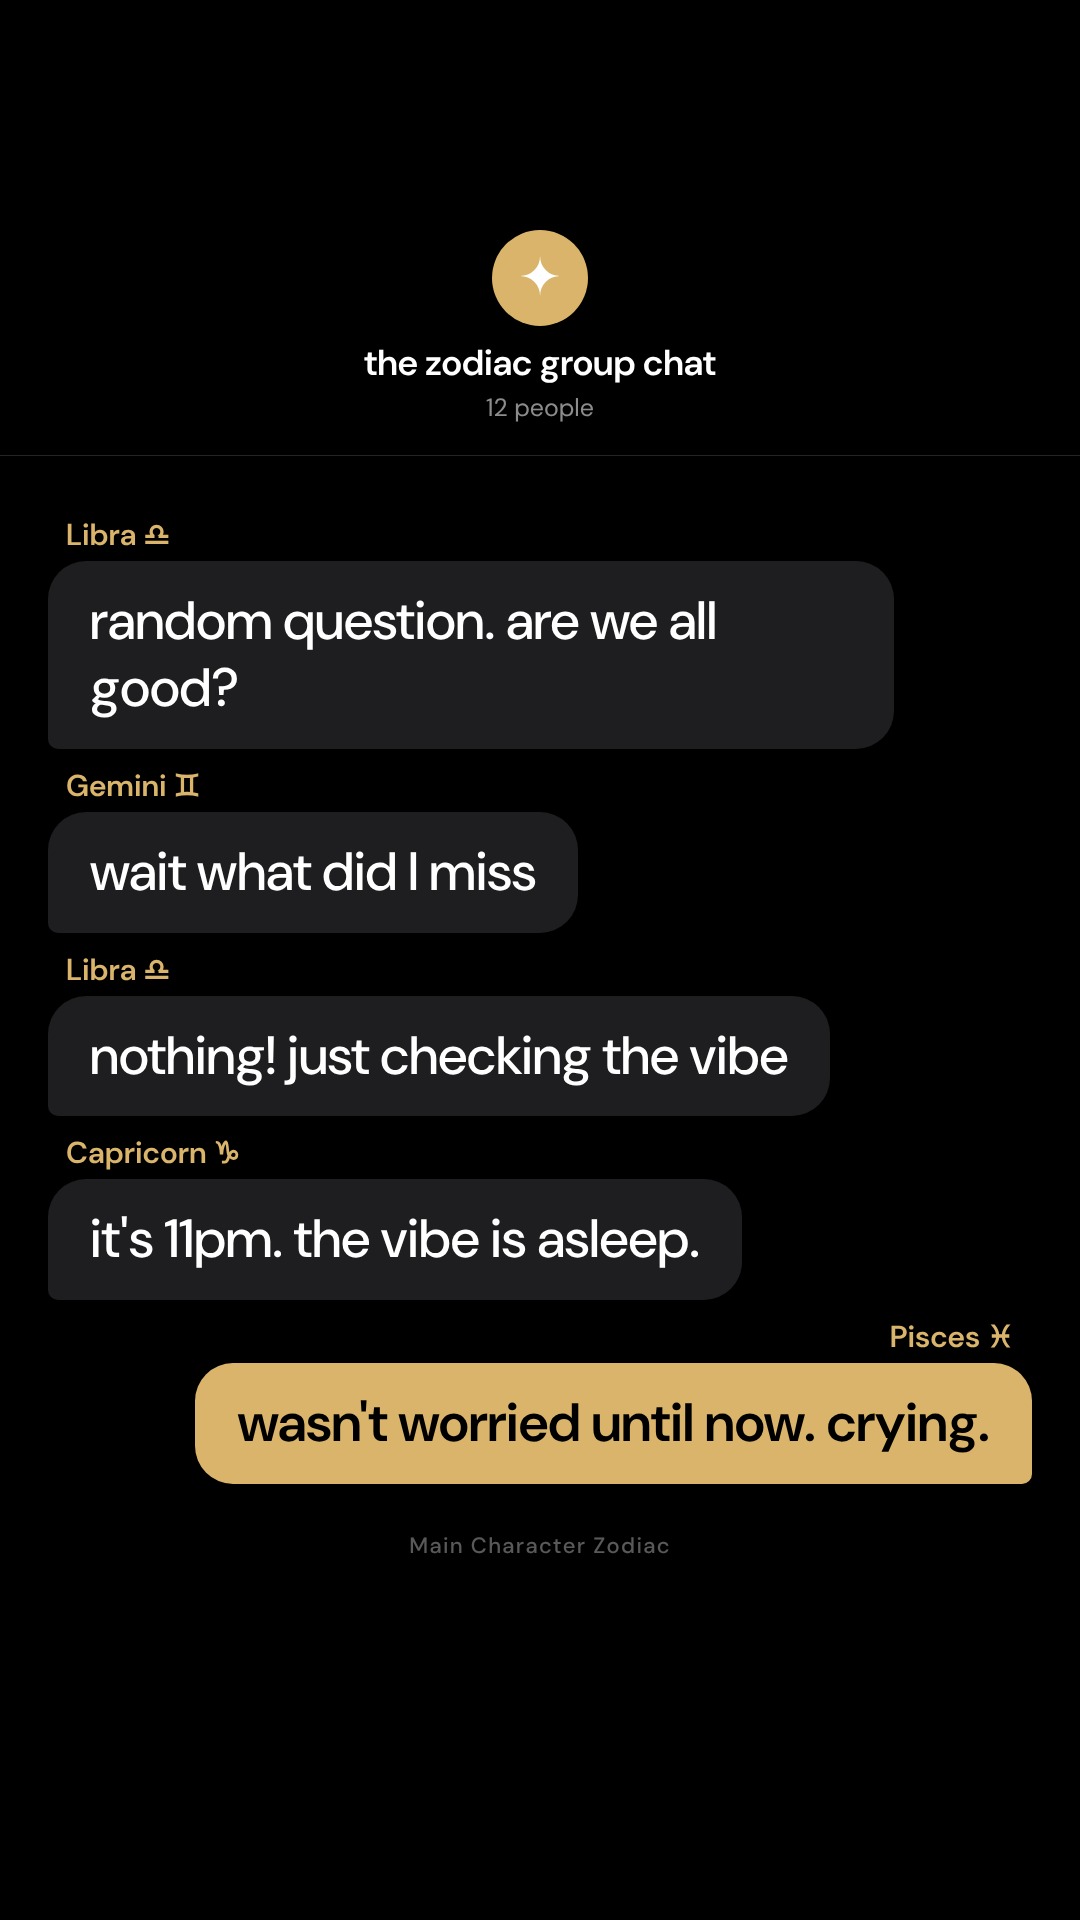 the zodiac group chat
12 people
Libra ♎︎
random question. are we all
good?
Gemini ♊︎
wait what did I miss
Libra ♎︎
nothing! just checking the vibe
Capricorn ♑︎
it's 11pm. the vibe is asleep.
Pisces ♓︎
wasn't worried until now. crying.
Main Character Zodiac